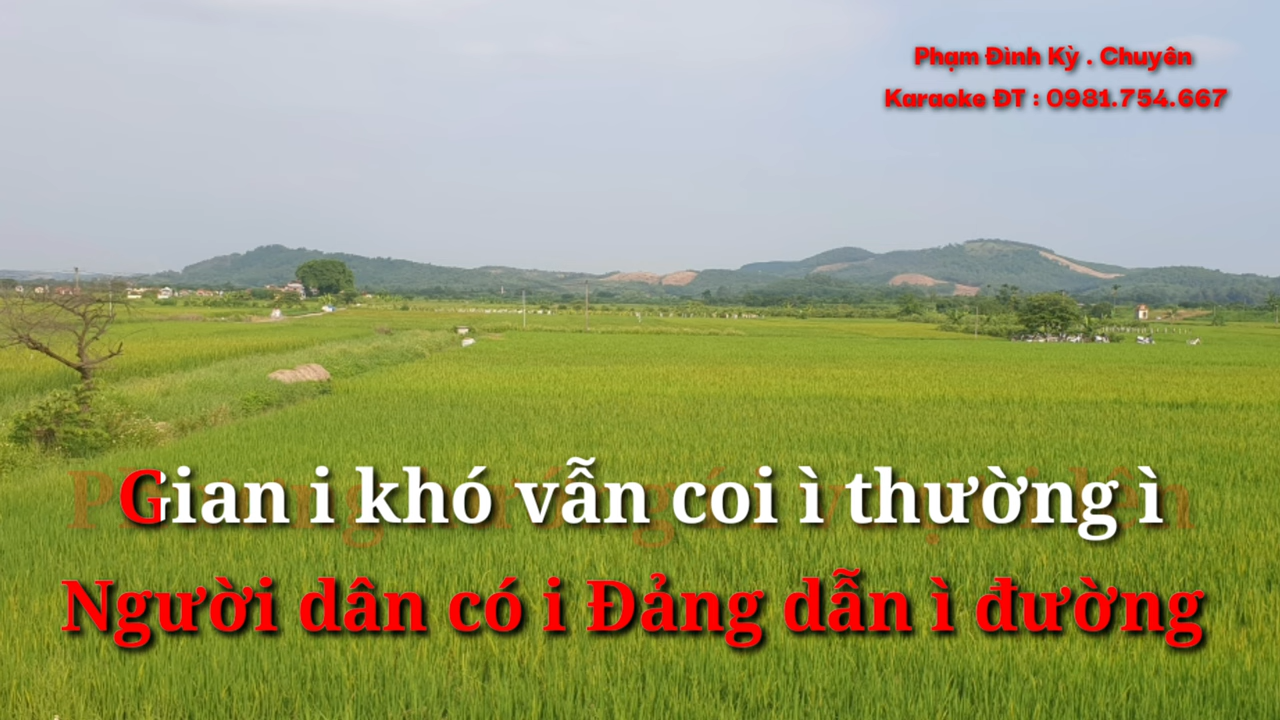 Phạm Đình Kỳ . Chuyên
Karaoke ĐT : 0981.754.667
Gian i khó vẫn coi ì thường ì
Người dân có i Đảng dẫn ì đường